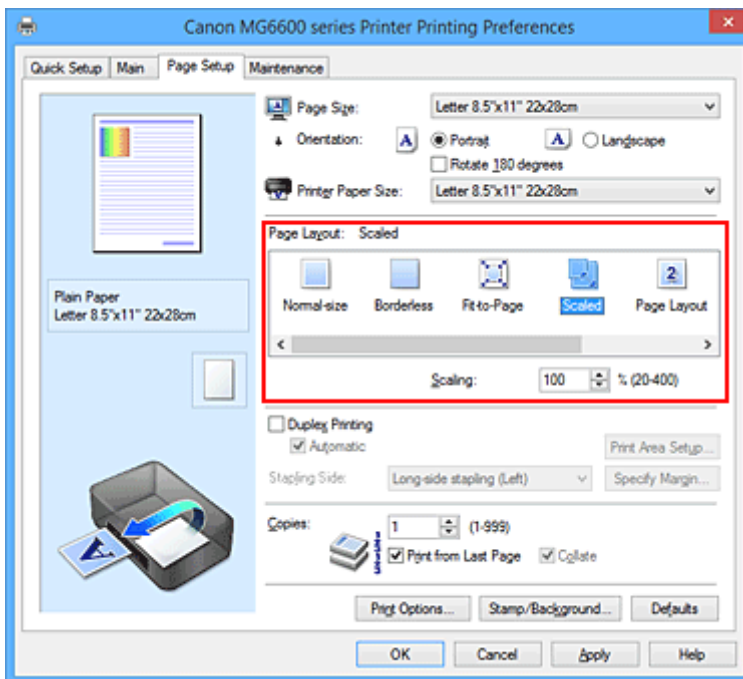 Canon MG6600 series Printer Printing Preferences
Quick Setup Main Page Setup Maintenance
Page Size: Letter 8.5"x11" 22x28cm
Orientation: A Portrait A Landscape
Rotate 180 degrees
Printer Paper Size: Letter 8.5"x11" 22x28cm
Plain Paper
Letter 8.5"x11" 22x28cm
Page Layout: Scaled
2
Normal-size Borderless Fit-to-Page Scaled Page Layout
Scaling: 100 % (20-400)
Duplex Printing
Automatic Print Area Setup...
Stapling Side: Long-side stapling (Left) Specify Margin...
Copies: 1 (1-999)
Print from Last Page Collate
A
Print Options... Stamp/Background... Defaults
OK Cancel Apply Help